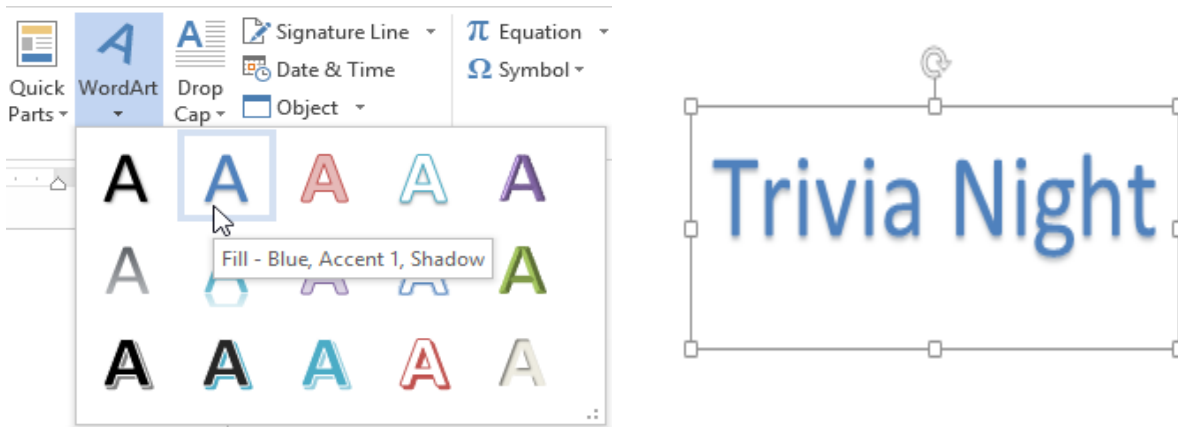 Quick Parts
WordArt
Drop Cap
Signature Line
Date & Time
Object
π Equation
Ω Symbol
A A A A A
A
Fill - Blue, Accent 1, Shadow
A
A A A A A
Trivia Night